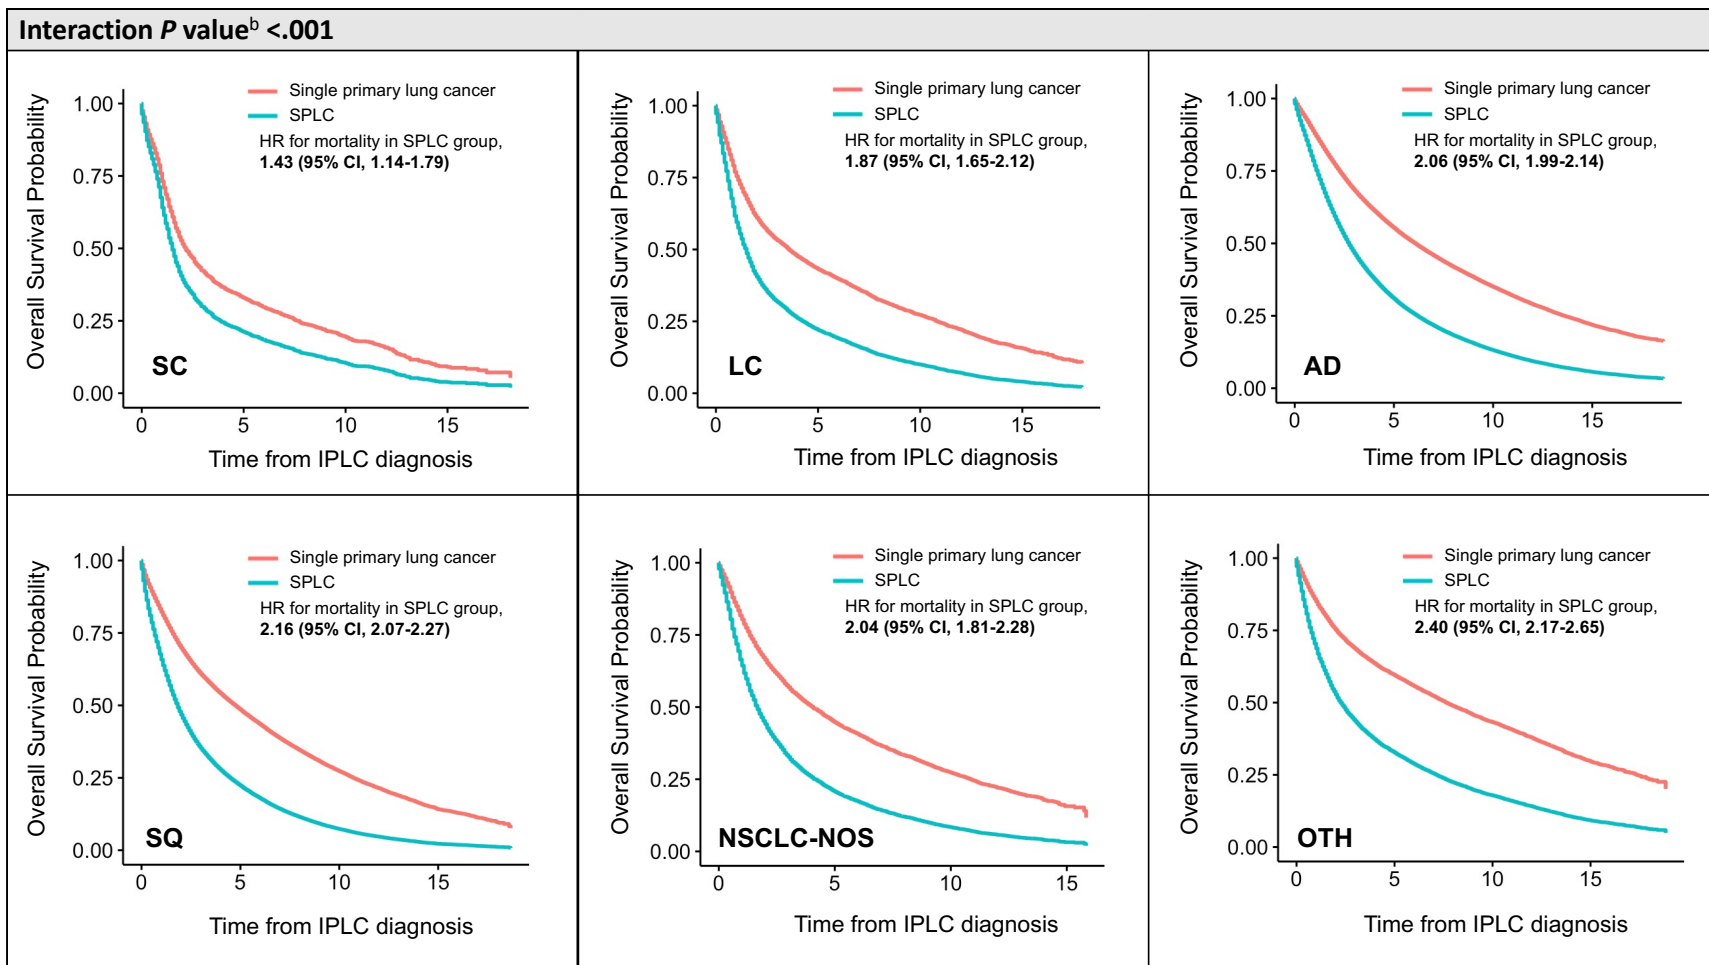 Interaction P valueᵇ <.001
Single primary lung cancer
SPLC
HR for mortality in SPLC group,
1.43 (95% CI, 1.14-1.79)
Overall Survival Probability
1.00
0.75
0.50
0.25
0.00
SC
0 5 10 15
Time from IPLC diagnosis
Single primary lung cancer
SPLC
HR for mortality in SPLC group,
1.87 (95% CI, 1.65-2.12)
Overall Survival Probability
1.00
0.75
0.50
0.25
0.00
LC
0 5 10 15
Time from IPLC diagnosis
Single primary lung cancer
SPLC
HR for mortality in SPLC group,
2.06 (95% CI, 1.99-2.14)
Overall Survival Probability
1.00
0.75
0.50
0.25
0.00
AD
0 5 10 15
Time from IPLC diagnosis
Single primary lung cancer
SPLC
HR for mortality in SPLC group,
2.16 (95% CI, 2.07-2.27)
Overall Survival Probability
1.00
0.75
0.50
0.25
0.00
SQ
0 5 10 15
Time from IPLC diagnosis
Single primary lung cancer
SPLC
HR for mortality in SPLC group,
2.04 (95% CI, 1.81-2.28)
Overall Survival Probability
1.00
0.75
0.50
0.25
0.00
NSCLC-NOS
0 5 10 15
Time from IPLC diagnosis
Single primary lung cancer
SPLC
HR for mortality in SPLC group,
2.40 (95% CI, 2.17-2.65)
Overall Survival Probability
1.00
0.75
0.50
0.25
0.00
OTH
0 5 10 15
Time from IPLC diagnosis